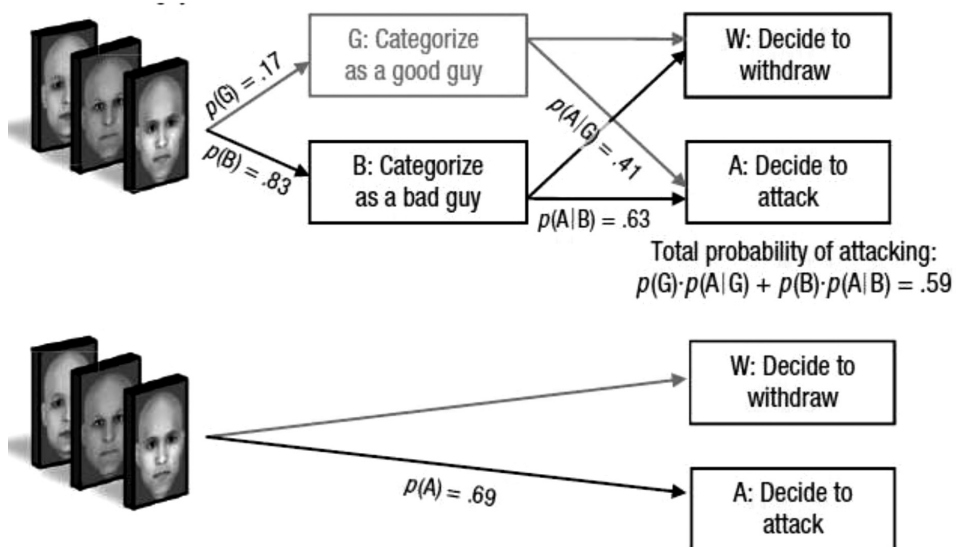 G: Categorize
as a good guy
W: Decide to
withdraw
p(G) = .17
p(A|G) = .41
p(B) = .83
B: Categorize
as a bad guy
A: Decide to
attack
p(A|B) = .63
Total probability of attacking:
p(G)·p(A|G) + p(B)·p(A|B) = .59
W: Decide to
withdraw
p(A) = .69
A: Decide to
attack